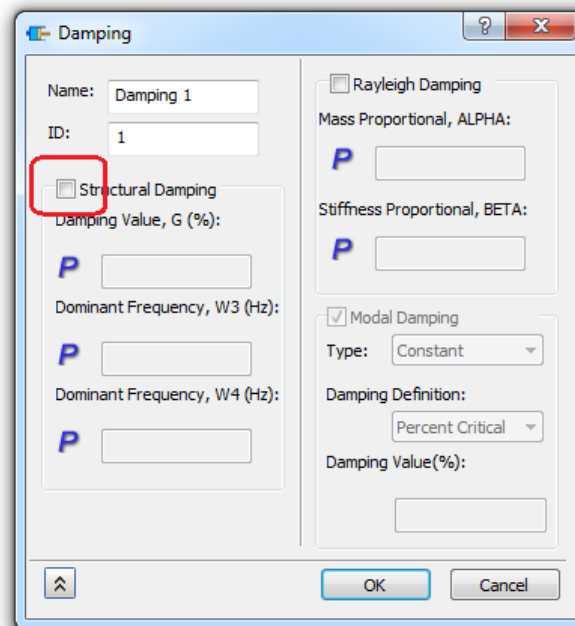 Damping
Name: Damping 1
ID: 1
Structural Damping
Damping Value, G (%):
P
Dominant Frequency, W3 (Hz):
P
Dominant Frequency, W4 (Hz):
P
Rayleigh Damping
Mass Proportional, ALPHA:
P
Stiffness Proportional, BETA:
P
Modal Damping
Type: Constant
Damping Definition:
Percent Critical
Damping Value(%):
OK Cancel